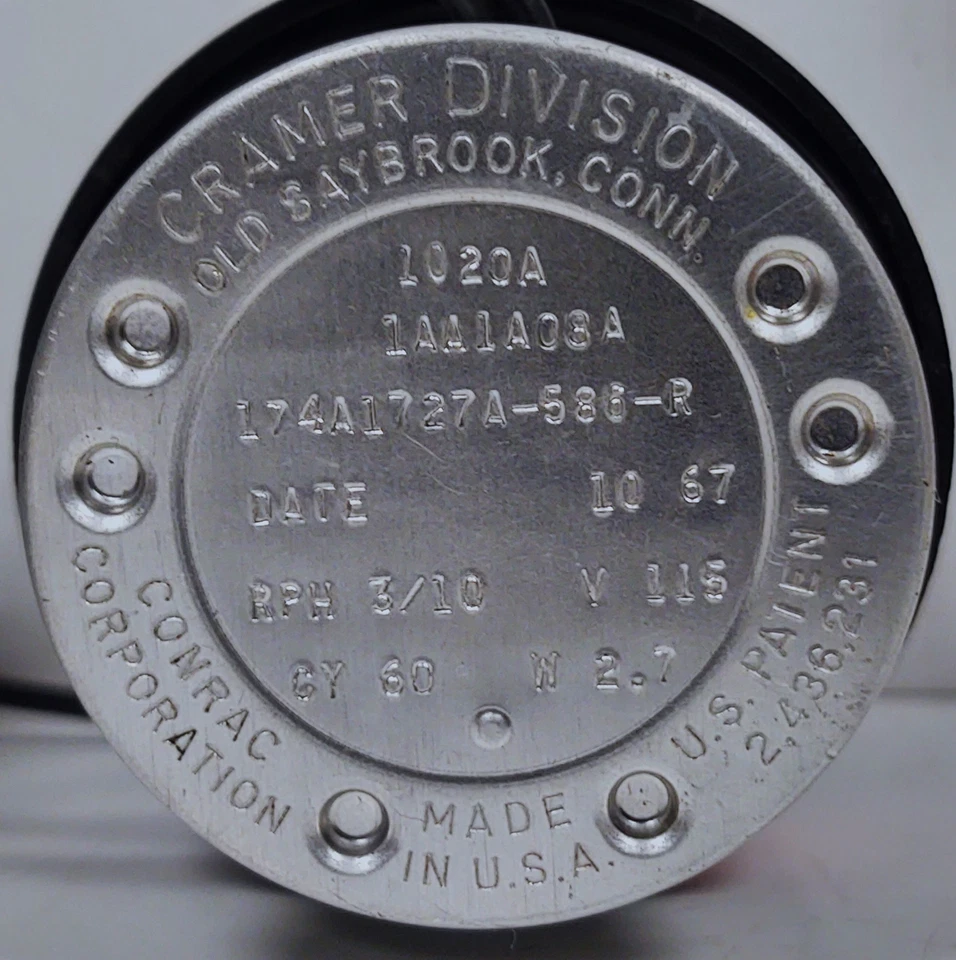 CRAMER DIVISION
OLD SAYBROOK, CONN.
1020A
1AA1A08A
174A1727A-586-R
DATE 10 67
RPH 3/10 V 115
CY 60 W 2.7
CONRAC
CORPORATION
MADE
IN U.S.A.
U.S. PATENT
2,436,231